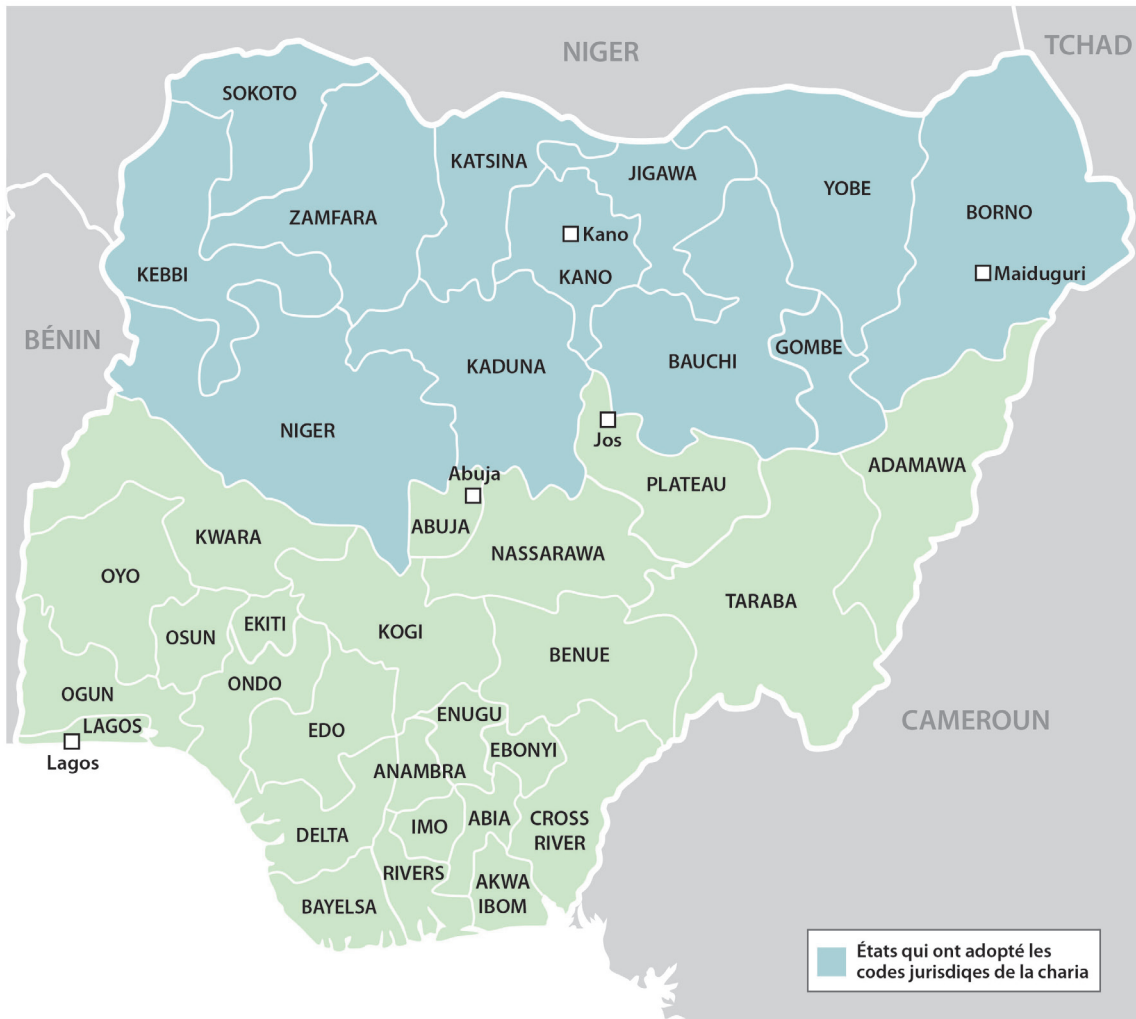 NIGER
TCHAD
SOKOTO
KATSINA
JIGAWA
YOBE
ZAMFARA
BORNO
Kano
KEBBI
KANO
Maiduguri
BÉNIN
GOMBE
KADUNA
BAUCHI
NIGER
Jos
ADAMAWA
Abuja
PLATEAU
ABUJA
KWARA
NASSARAWA
OYO
TARABA
EKITI
OSUN
KOGI
BENUE
ONDO
OGUN
ENUGU
CAMEROUN
LAGOS
EDO
EBONYI
Lagos
ANAMBRA
ABIA
CROSS
RIVER
IMO
DELTA
RIVERS
AKWA
IBOM
BAYELSA
États qui ont adopté les
codes jurisdiqes de la charia